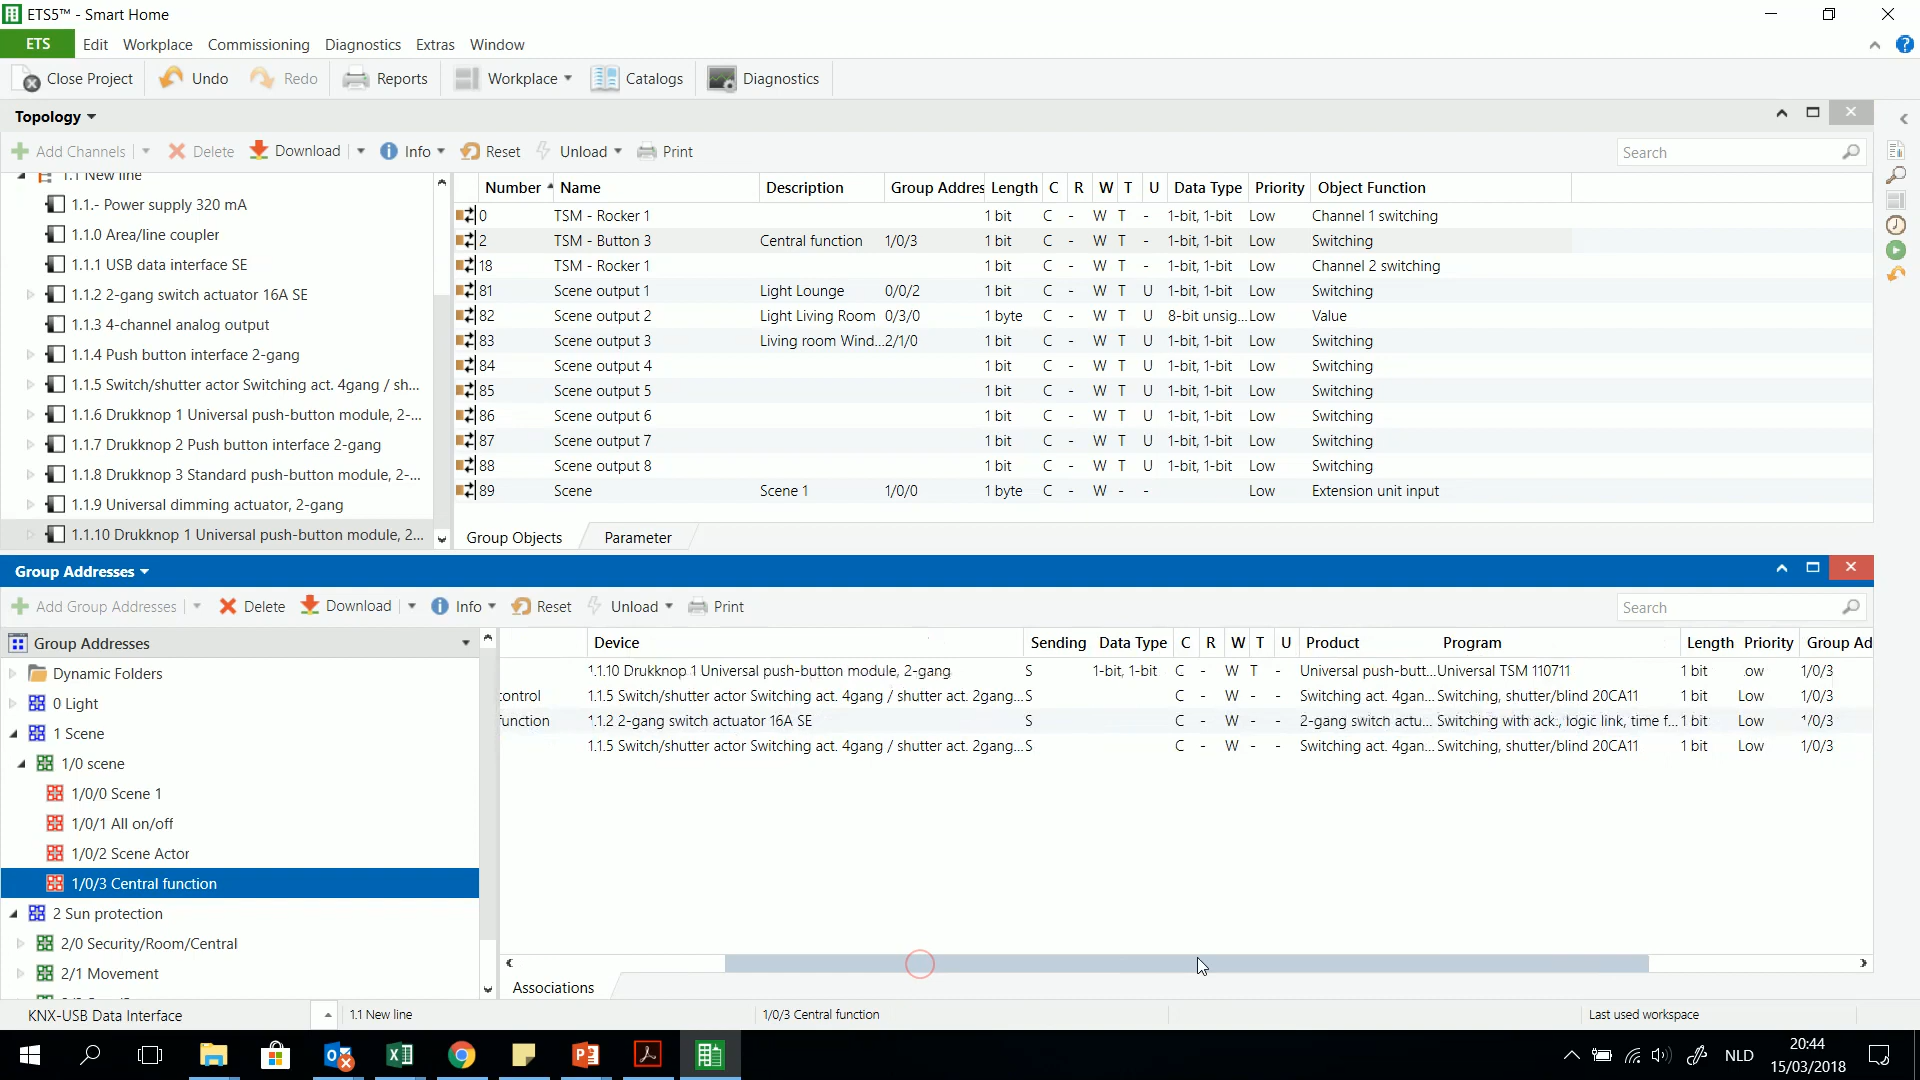 ETS5™ - Smart Home
ETS Edit Workplace Commissioning Diagnostics Extras Window
Close Project Undo Redo Reports Workplace Catalogs Diagnostics
Topology
Add Channels Delete Download Info Reset Unload Print Search
1.1 New line
1.1.- Power supply 320 mA
1.1.0 Area/line coupler
1.1.1 USB data interface SE
1.1.2 2-gang switch actuator 16A SE
1.1.3 4-channel analog output
1.1.4 Push button interface 2-gang
1.1.5 Switch/shutter actor Switching act. 4gang / sh...
1.1.6 Drukknop 1 Universal push-button module, 2-...
1.1.7 Drukknop 2 Push button interface 2-gang
1.1.8 Drukknop 3 Standard push-button module, 2-...
1.1.9 Universal dimming actuator, 2-gang
1.1.10 Drukknop 1 Universal push-button module, 2...
Number Name Description Group Addres Length C R W T U Data Type Priority Object Function
0 TSM - Rocker 1 1 bit C - W T - 1-bit, 1-bit Low Channel 1 switching
2 TSM - Button 3 Central function 1/0/3 1 bit C - W T - 1-bit, 1-bit Low Switching
18 TSM - Rocker 1 1 bit C - W T - 1-bit, 1-bit Low Channel 2 switching
81 Scene output 1 Light Lounge 0/0/2 1 bit C - W T U 1-bit, 1-bit Low Switching
82 Scene output 2 Light Living Room 0/3/0 1 byte C - W T U 8-bit unsig... Low Value
83 Scene output 3 Living room Wind... 2/1/0 1 bit C - W T U 1-bit, 1-bit Low Switching
84 Scene output 4 1 bit C - W T U 1-bit, 1-bit Low Switching
85 Scene output 5 1 bit C - W T U 1-bit, 1-bit Low Switching
86 Scene output 6 1 bit C - W T U 1-bit, 1-bit Low Switching
87 Scene output 7 1 bit C - W T U 1-bit, 1-bit Low Switching
88 Scene output 8 1 bit C - W T U 1-bit, 1-bit Low Switching
89 Scene Scene 1 1/0/0 1 byte C - W - - Low Extension unit input
Group Objects Parameter
Group Addresses
Add Group Addresses Delete Download Info Reset Unload Print Search
Group Addresses
Dynamic Folders
0 Light
1 Scene
1/0 scene
1/0/0 Scene 1
1/0/1 All on/off
1/0/2 Scene Actor
1/0/3 Central function
2 Sun protection
2/0 Security/Room/Central
2/1 Movement
Device Sending Data Type C R W T U Product Program Length Priority Group Ad
1.1.10 Drukknop 1 Universal push-button module, 2-gang S 1-bit, 1-bit C - W T - Universal push-butt... Universal TSM 110711 1 bit ow 1/0/3
control 1.1.5 Switch/shutter actor Switching act. 4gang / shutter act. 2gang... S C - W - - Switching act. 4gan... Switching, shutter/blind 20CA11 1 bit Low 1/0/3
unction 1.1.2 2-gang switch actuator 16A SE S C - W - - 2-gang switch actu... Switching with ack., logic link, time f... 1 bit Low 1/0/3
1.1.5 Switch/shutter actor Switching act. 4gang / shutter act. 2gang... S C - W - - Switching act. 4gan... Switching, shutter/blind 20CA11 1 bit Low 1/0/3
Associations
KNX-USB Data Interface 1.1 New line 1/0/3 Central function Last used workspace
NLD 20:44
15/03/2018